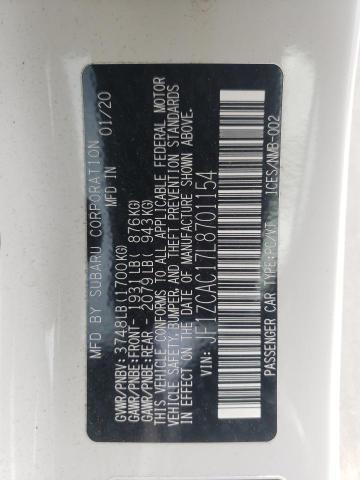 MFD BY SUBARU CORPORATION
MFD IN 01/20
GVWR/PNBV: 3748LB(1700KG)
GAWR/PNBE:FRONT- 1931LB( 876KG)
GAWR/PNBE:REAR - 2079LB( 943KG)
THIS VEHICLE CONFORMS TO ALL APPLICABLE FEDERAL MOTOR
VEHICLE SAFETY, BUMPER, AND THEFT PREVENTION STANDARDS
IN EFFECT ON THE DATE OF MANUFACTURE SHOWN ABOVE.
VIN: JF1ZCAC17L8701154
PASSENGER CAR TYPE:PC/VT ICES/NMB-002